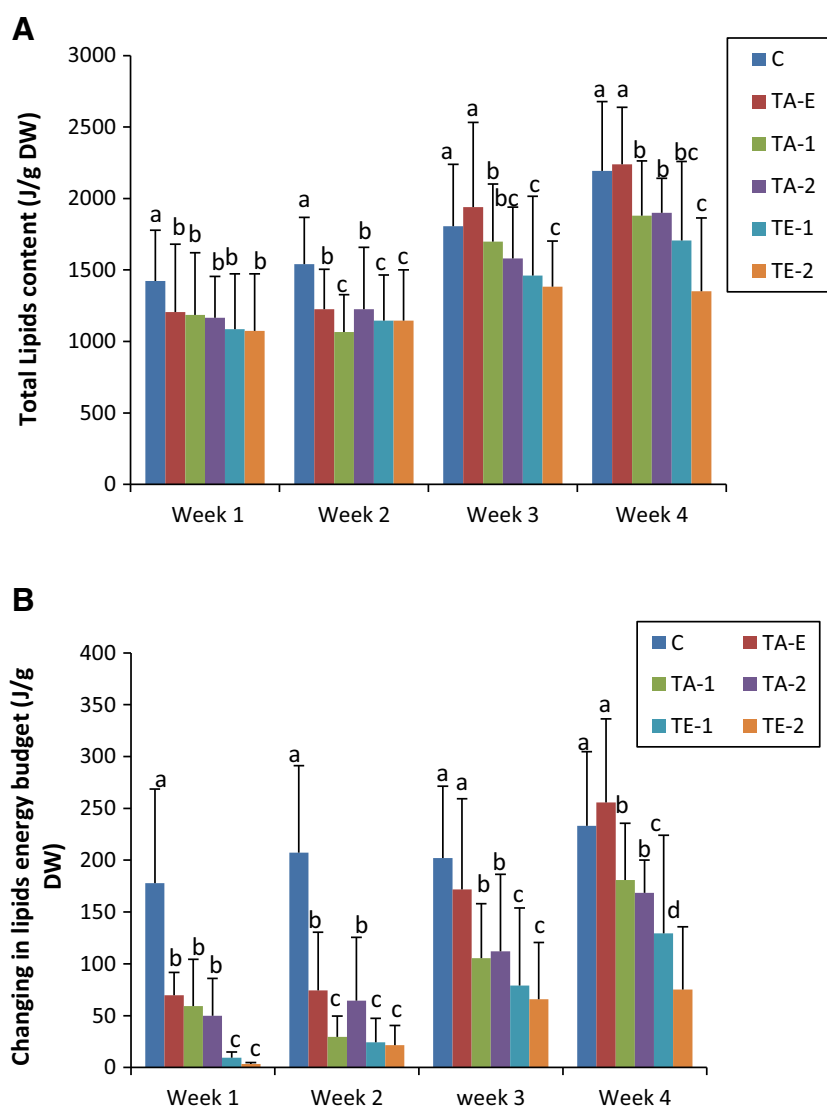 A
3000
2500
2000
1500
1000
500
0
Total Lipids content (J/g DW)
a b b b b b
a b c b c c
a a b bc c c
a a b b bc c
Week 1 Week 2 Week 3 Week 4
C
TA-E
TA-1
TA-2
TE-1
TE-2
B
400
350
300
250
200
150
100
50
0
Changing in lipids energy budget (J/g
DW)
a b b b c c
a b c b c c
a a b b c c
a a b b c d
Week 1 Week 2 week 3 Week 4
C TA-E
TA-1 TA-2
TE-1 TE-2